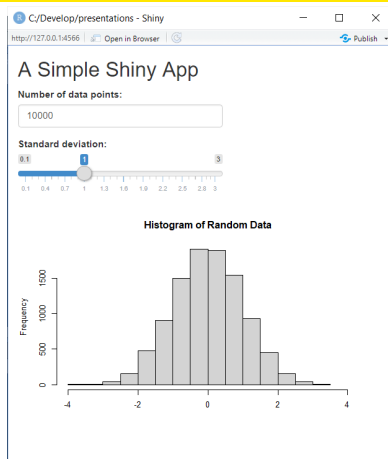 C:/Develop/presentations - Shiny
http://127.0.0.1:4566 Open in Browser Publish
A Simple Shiny App
Number of data points:
10000
Standard deviation:
0.1 1 3
0.1 0.4 0.7 1 1.3 1.6 1.9 2.2 2.5 2.8 3
Histogram of Random Data
Frequency
1500
1000
500
0
-4 -2 0 2 4